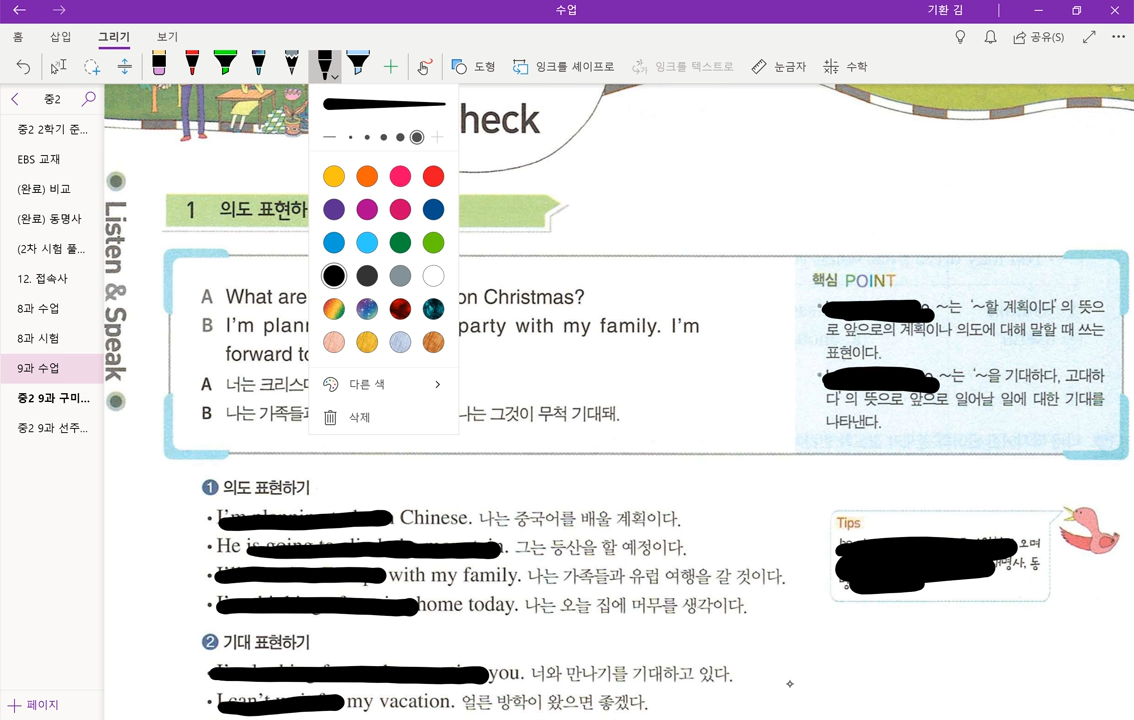 수업
기환 김
홈
삽입
그리기
보기
공유(S)
도형
잉크를 셰이프로
잉크를 텍스트로
눈금자
수학
중2
중2 2학기 준...
EBS 교재
(완료) 비교
(완료) 동명사
(2차 시험 풀...
12. 접속사
8과 수업
8과 시험
9과 수업
중2 9과 구미...
중2 9과 선주...
페이지
다른 색
삭제
heck
Listen & Speak
1 의도 표현하
A What are on Christmas?
B I'm plann party with my family. I'm
forward to
A 너는 크리스마
B 나는 가족들과 나는 그것이 무척 기대돼.
핵심 POINT
~는 '~할 계획이다'의 뜻으
로 앞으로의 계획이나 의도에 대해 말할 때 쓰는
표현이다.
~는 '~을 기대하다, 고대하
다'의 뜻으로 앞으로 일어날 일에 대한 기대를
나타낸다.
1 의도 표현하기
• Chinese. 나는 중국어를 배울 계획이다.
• He is 그는 등산을 할 예정이다.
• with my family. 나는 가족들과 유럽 여행을 갈 것이다.
• home today. 나는 오늘 집에 머무를 생각이다.
2 기대 표현하기
• you. 너와 만나기를 기대하고 있다.
• my vacation. 얼른 방학이 왔으면 좋겠다.
Tips
오며
명사, 동